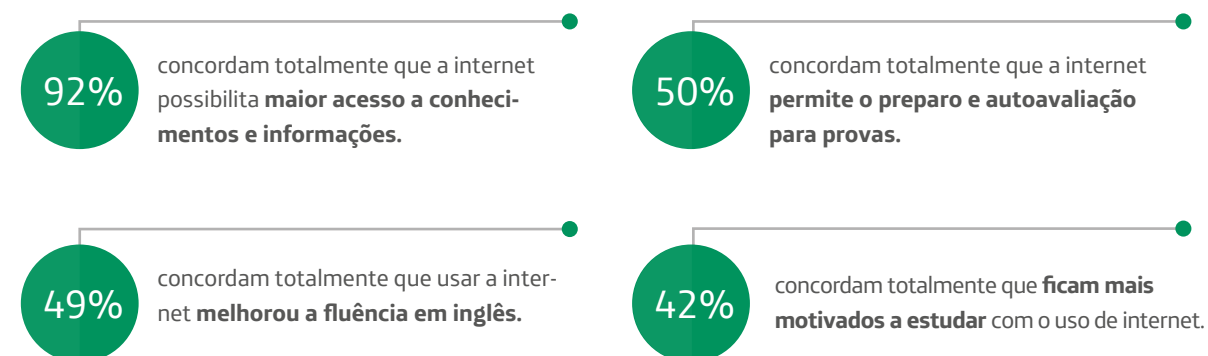 92%
concordam totalmente que a internet
possibilita maior acesso a conheci-
mentos e informações.
50%
concordam totalmente que a internet
permite o preparo e autoavaliação
para provas.
49%
concordam totalmente que usar a inter-
net melhorou a fluência em inglês.
42%
concordam totalmente que ficam mais
motivados a estudar com o uso de internet.